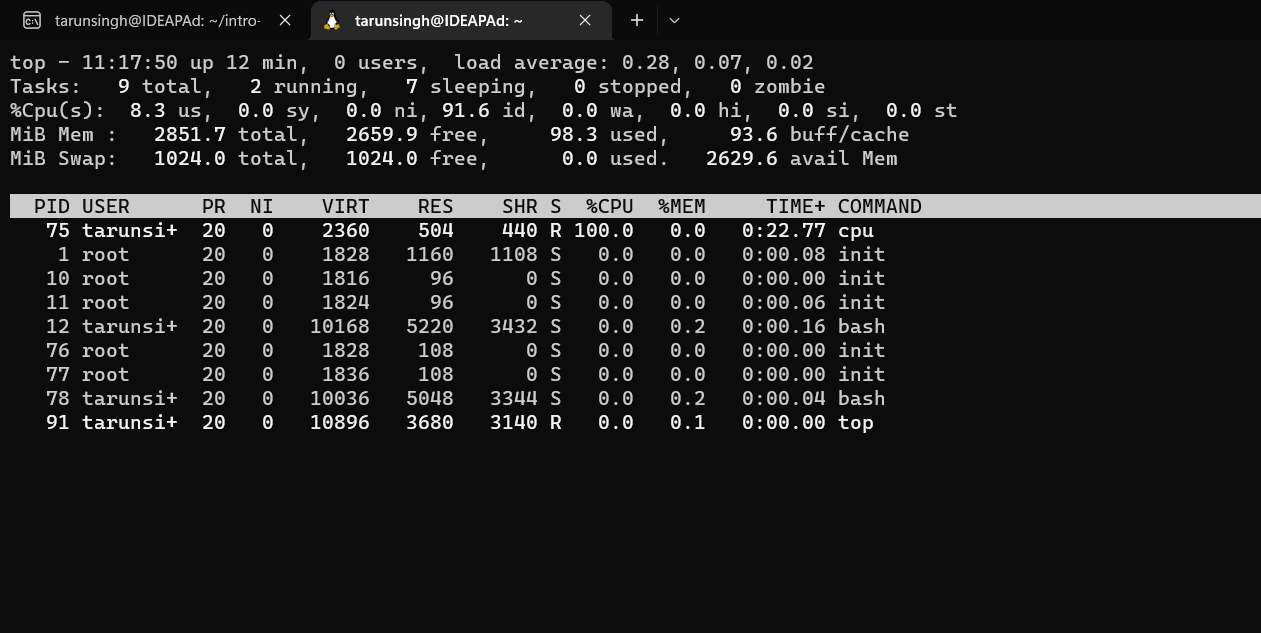 tarunsingh@IDEAPAd: ~/intro- tarunsingh@IDEAPAd: ~
top - 11:17:50 up 12 min,  0 users,  load average: 0.28, 0.07, 0.02
Tasks:   9 total,   2 running,   7 sleeping,   0 stopped,   0 zombie
%Cpu(s):  8.3 us,  0.0 sy,  0.0 ni, 91.6 id,  0.0 wa,  0.0 hi,  0.0 si,  0.0 st
MiB Mem :   2851.7 total,   2659.9 free,     98.3 used,     93.6 buff/cache
MiB Swap:   1024.0 total,   1024.0 free,      0.0 used.   2629.6 avail Mem
  PID USER      PR  NI    VIRT    RES    SHR S  %CPU  %MEM     TIME+ COMMAND
   75 tarunsi+  20   0    2360    504    440 R 100.0   0.0   0:22.77 cpu
    1 root      20   0    1828   1160   1108 S   0.0   0.0   0:00.08 init
   10 root      20   0    1816     96      0 S   0.0   0.0   0:00.00 init
   11 root      20   0    1824     96      0 S   0.0   0.0   0:00.06 init
   12 tarunsi+  20   0   10168   5220   3432 S   0.0   0.2   0:00.16 bash
   76 root      20   0    1828    108      0 S   0.0   0.0   0:00.00 init
   77 root      20   0    1836    108      0 S   0.0   0.0   0:00.00 init
   78 tarunsi+  20   0   10036   5048   3344 S   0.0   0.2   0:00.04 bash
   91 tarunsi+  20   0   10896   3680   3140 R   0.0   0.1   0:00.00 top